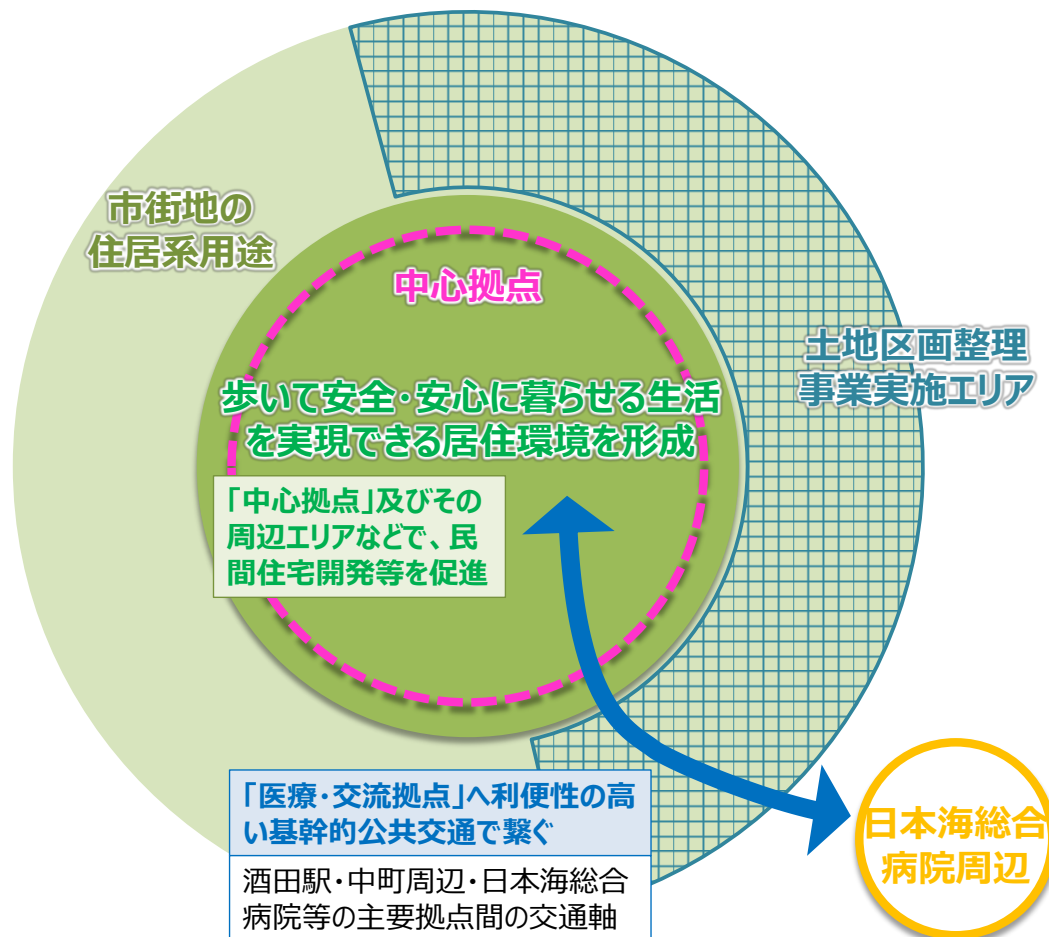 市街地の
住居系用途
中心拠点
土地区画整理
事業実施エリア
歩いて安全・安心に暮らせる生活
を実現できる居住環境を形成
「中心拠点」及びその
周辺エリアなどで、民
間住宅開発等を促進
「医療・交流拠点」へ利便性の高
い基幹的公共交通で繋ぐ
酒田駅・中町周辺・日本海総合
病院等の主要拠点間の交通軸
日本海総合
病院周辺